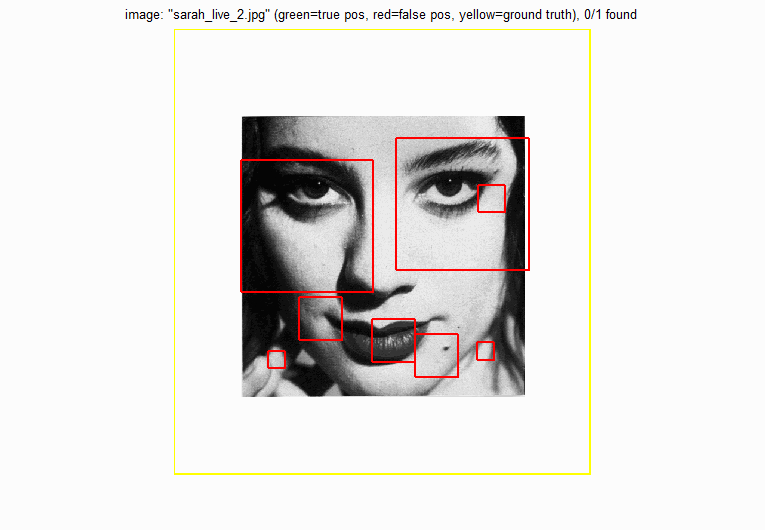 image: "sarah_live_2.jpg" (green=true pos, red=false pos, yellow=ground truth), 0/1 found